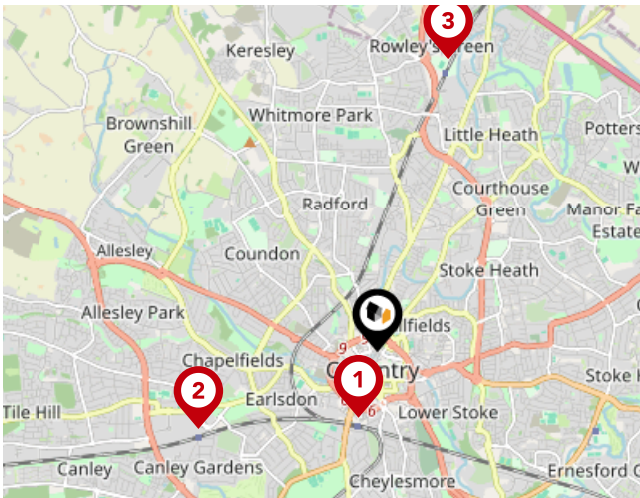 3
Rowley's Green
Keresley
Whitmore Park
Brownshill
Green
Little Heath
Potters
W
Courthouse
Green
Radford
Manor Fa
Estate
Allesley
Coundon
Stoke Heath
Allesley Park
llfields
9
Chapelfields
1
2
Earlsdon
Stoke H
Tile Hill
6
Lower Stoke
Canley
Canley Gardens
Cheylesmore
Ernesford G